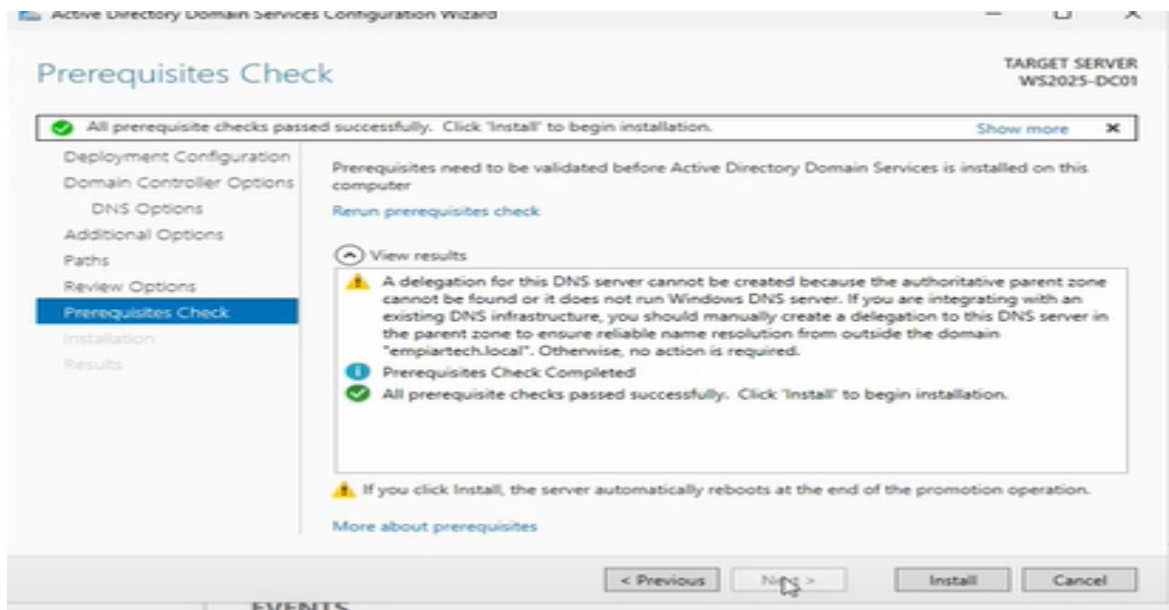 Active Directory Domain Services Configuration Wizard
Prerequisites Check
TARGET SERVER
WS2025-DC01
All prerequisite checks passed successfully. Click 'Install' to begin installation.
Show more
Deployment Configuration
Domain Controller Options
DNS Options
Additional Options
Paths
Review Options
Prerequisites Check
Installation
Results
Prerequisites need to be validated before Active Directory Domain Services is installed on this
computer
Rerun prerequisites check
View results
A delegation for this DNS server cannot be created because the authoritative parent zone
cannot be found or it does not run Windows DNS server. If you are integrating with an
existing DNS infrastructure, you should manually create a delegation to this DNS server in
the parent zone to ensure reliable name resolution from outside the domain
"empiartech.local". Otherwise, no action is required.
Prerequisites Check Completed
All prerequisite checks passed successfully. Click 'Install' to begin installation.
If you click Install, the server automatically reboots at the end of the promotion operation.
More about prerequisites
< Previous
Next >
Install
Cancel
EVENTS